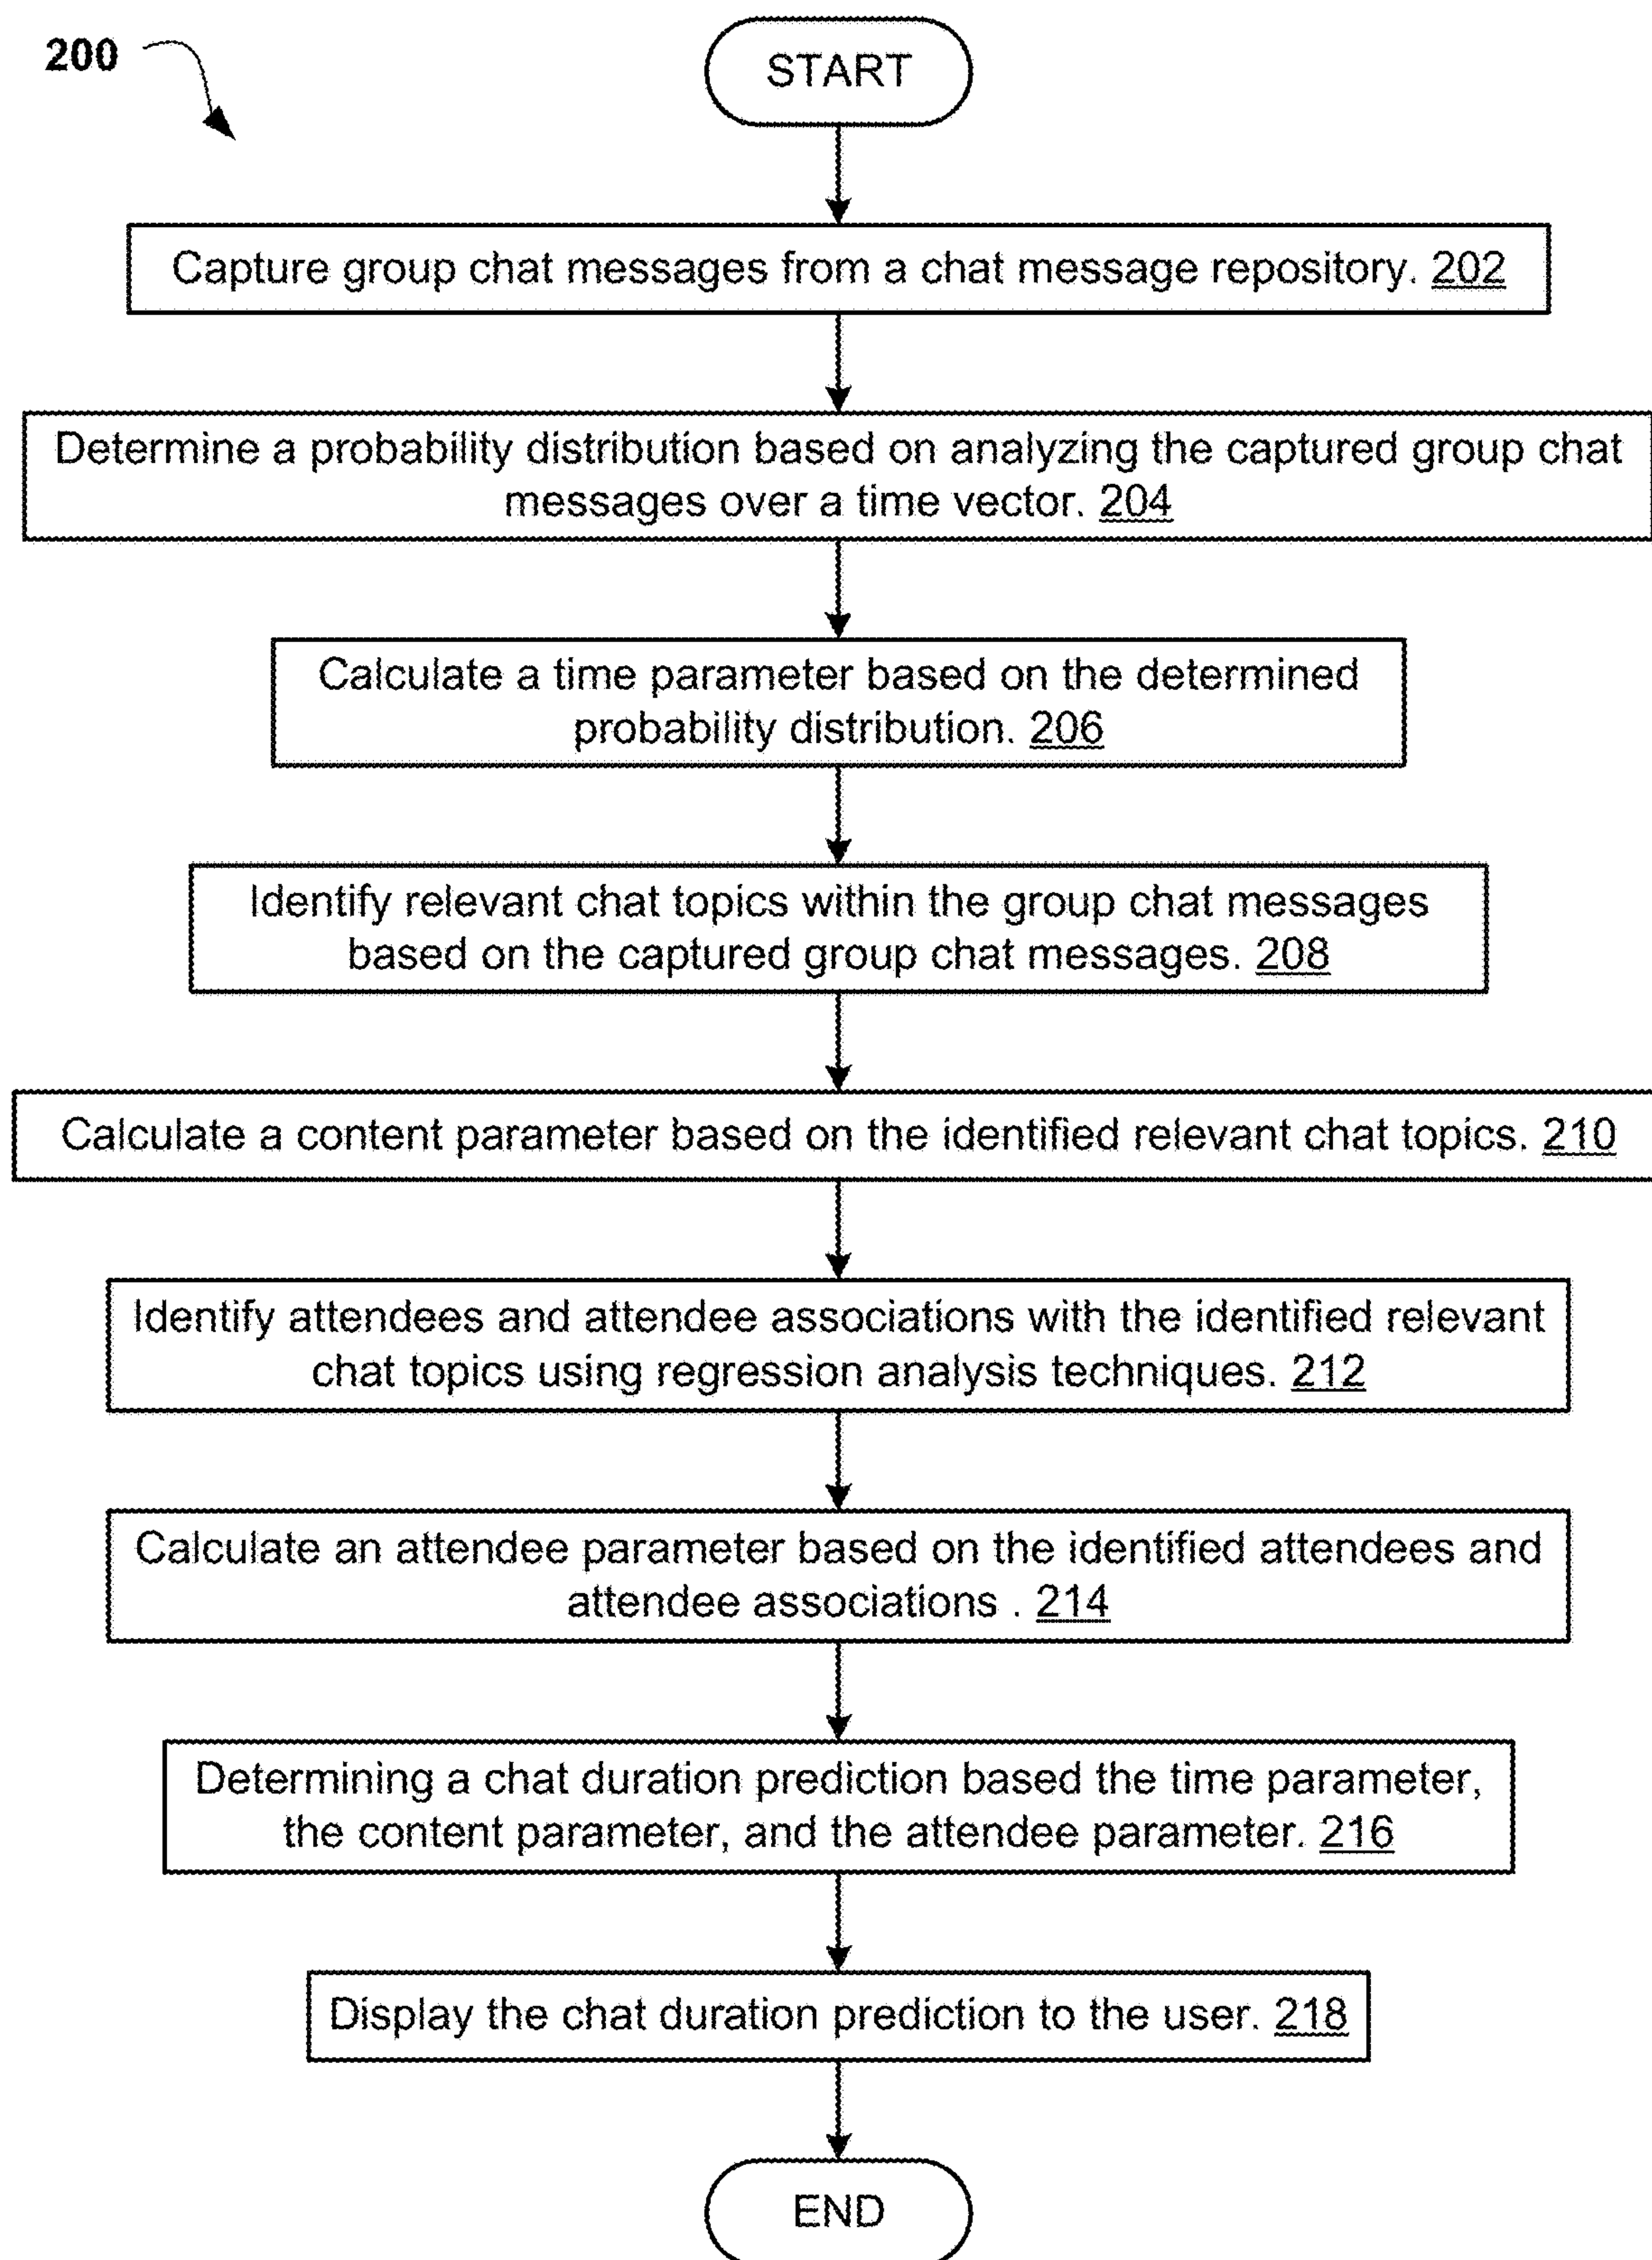 200
START
Capture group chat messages from a chat message repository. 202
Determine a probability distribution based on analyzing the captured group chat
messages over a time vector. 204
Calculate a time parameter based on the determined
probability distribution. 206
Identify relevant chat topics within the group chat messages
based on the captured group chat messages. 208
Calculate a content parameter based on the identified relevant chat topics. 210
Identify attendees and attendee associations with the identified relevant
chat topics using regression analysis techniques. 212
Calculate an attendee parameter based on the identified attendees and
attendee associations . 214
Determining a chat duration prediction based the time parameter,
the content parameter, and the attendee parameter. 216
Display the chat duration prediction to the user. 218
END